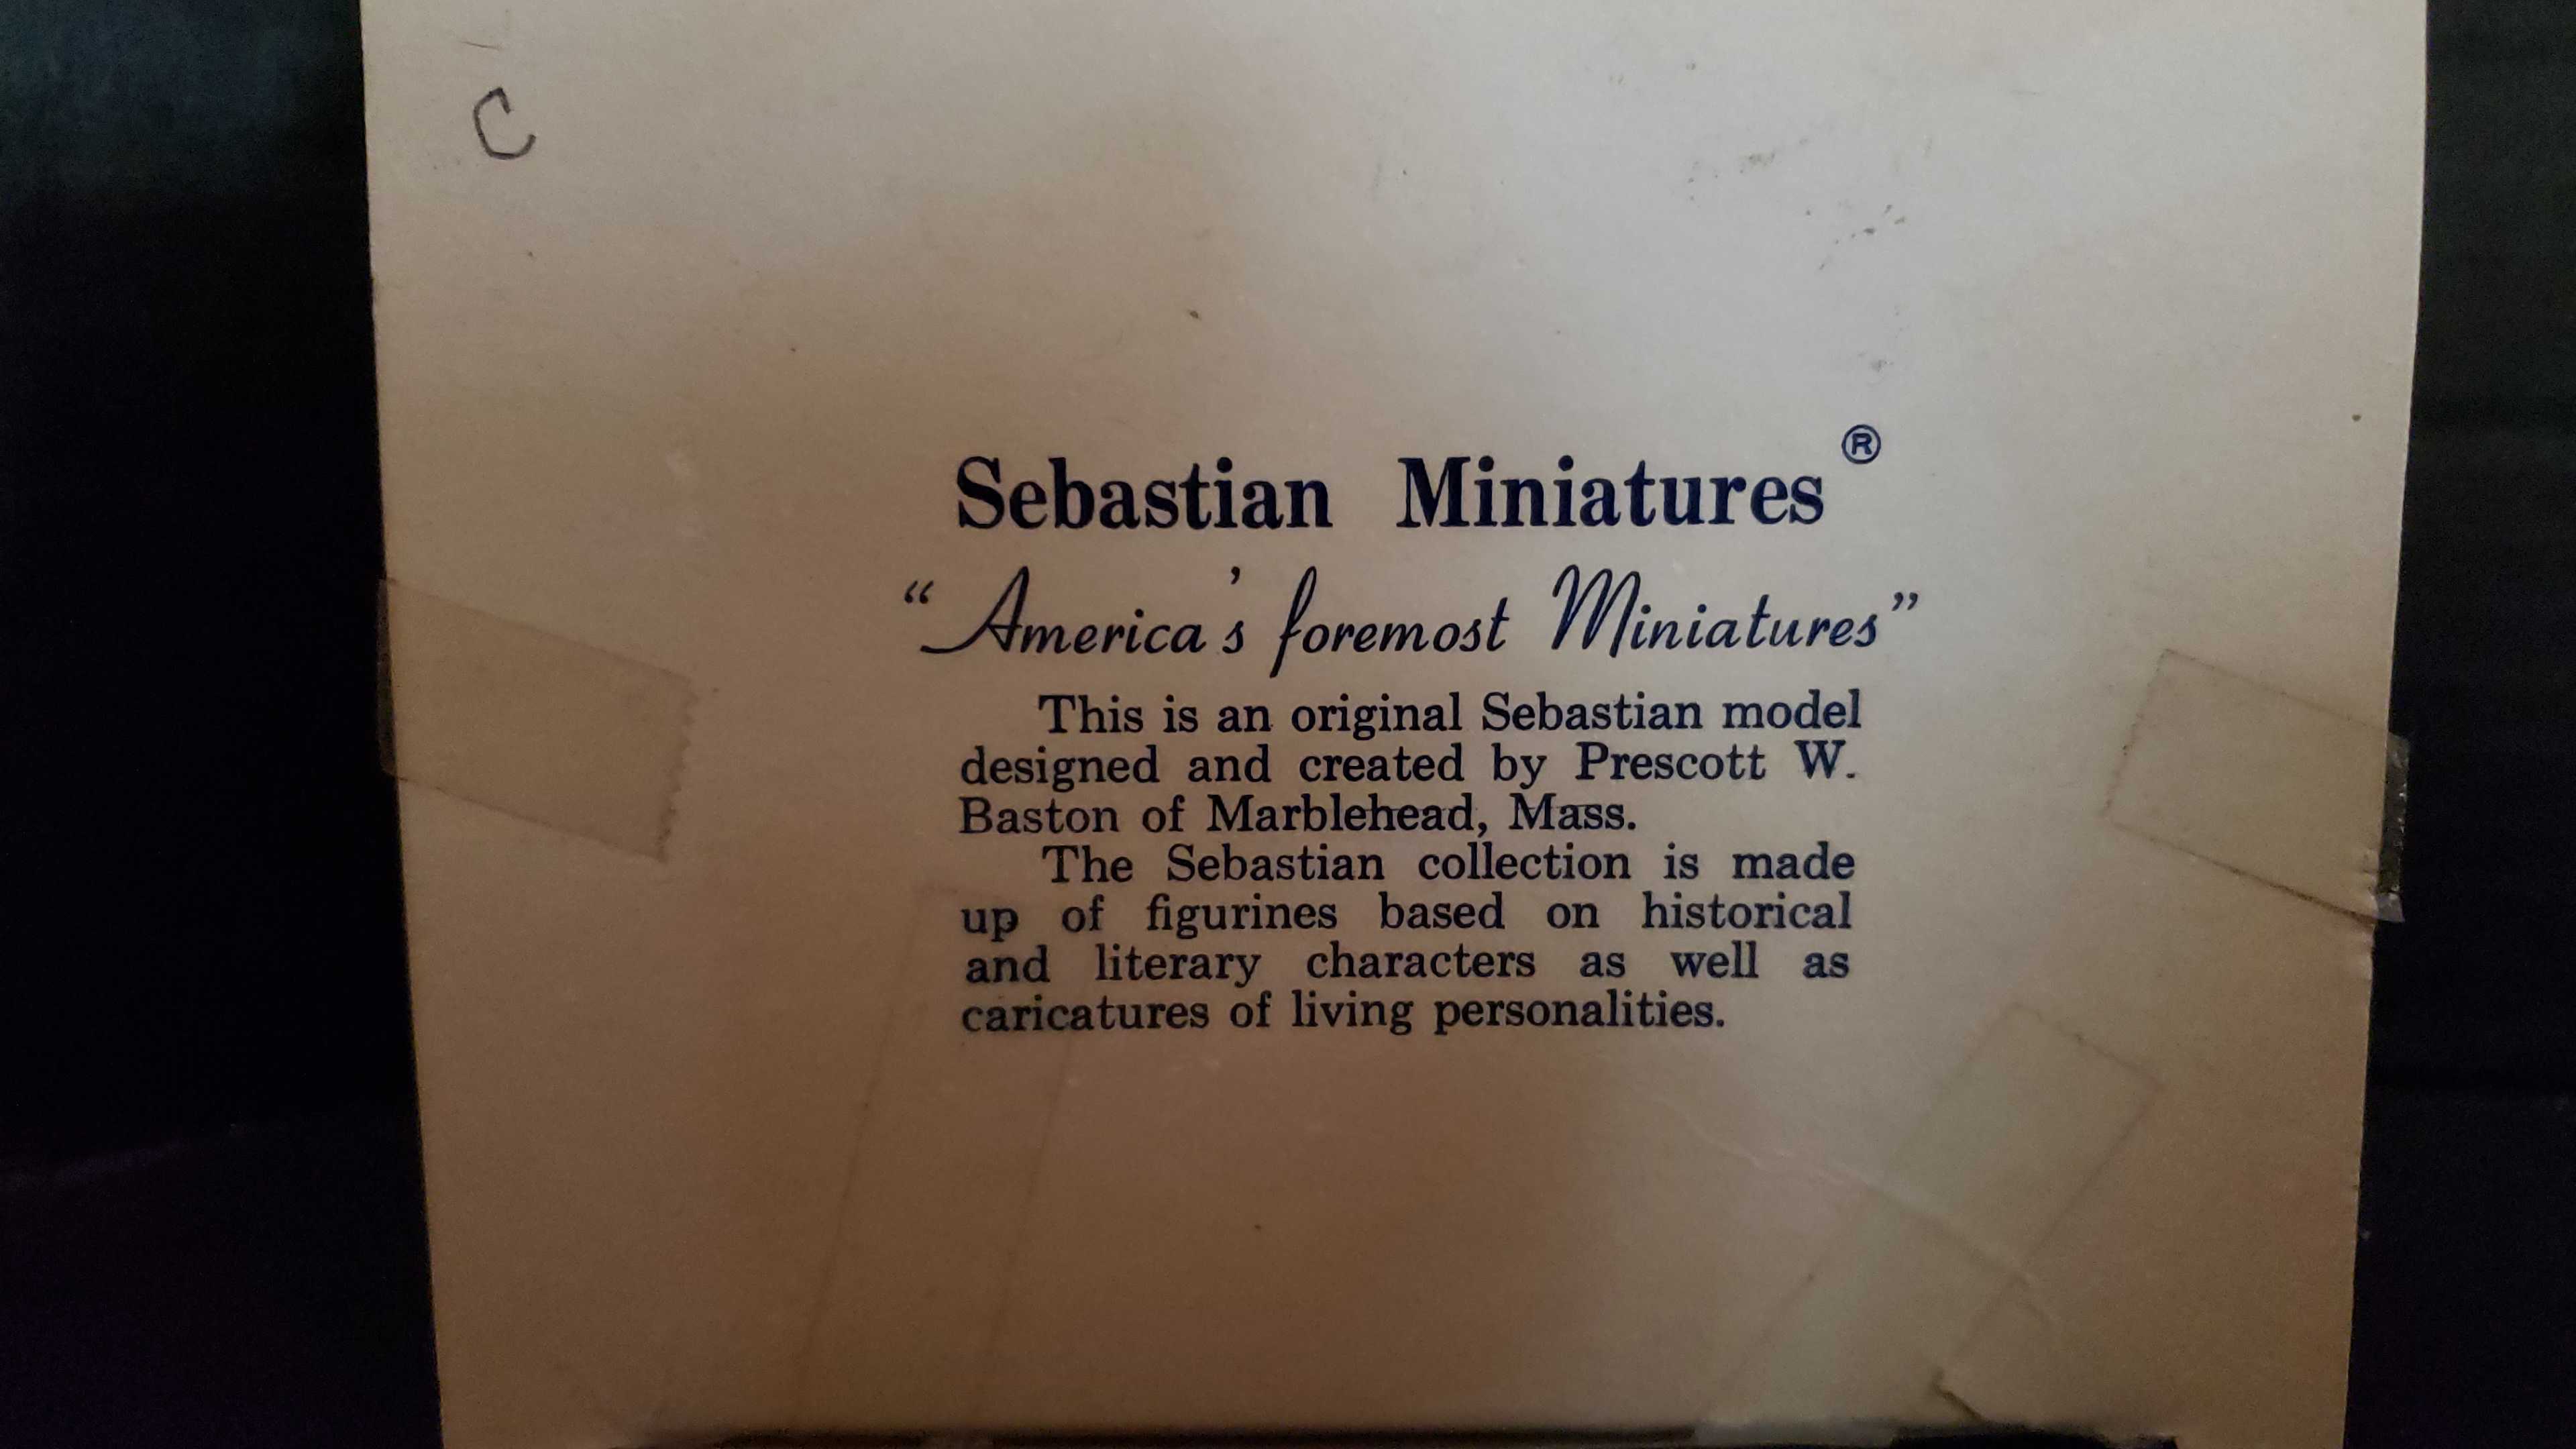 C
Sebastian Miniatures®
"America's foremost Miniatures"
This is an original Sebastian model
designed and created by Prescott W.
Baston of Marblehead, Mass.
The Sebastian collection is made
up of figurines based on historical
and literary characters as well as
caricatures of living personalities.